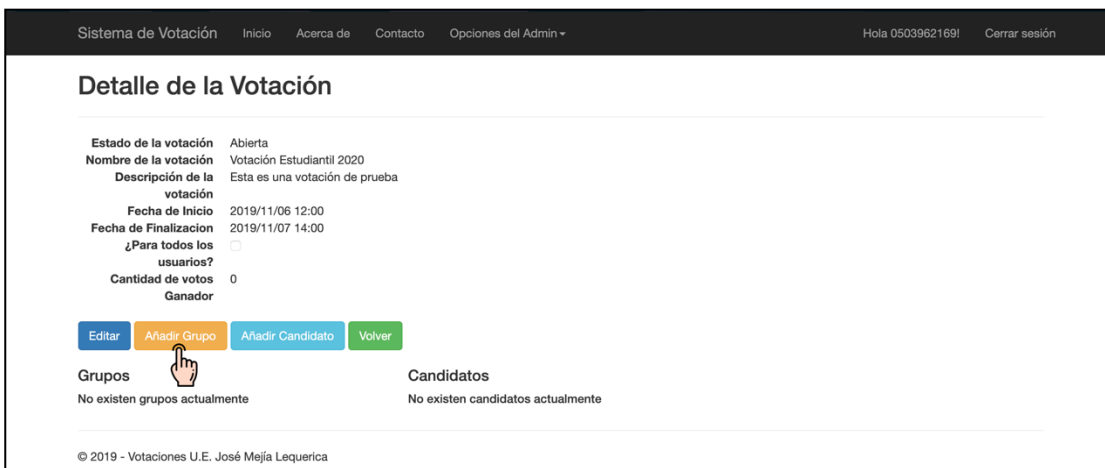 Sistema de Votación Inicio Acerca de Contacto Opciones del Admin Hola 0503962169! Cerrar sesión
Detalle de la Votación
Estado de la votación Abierta
Nombre de la votación Votación Estudiantil 2020
Descripción de la Esta es una votación de prueba
votación
Fecha de Inicio 2019/11/06 12:00
Fecha de Finalizacion 2019/11/07 14:00
¿Para todos los
usuarios?
Cantidad de votos 0
Ganador
Editar Añadir Grupo Añadir Candidato Volver
Grupos Candidatos
No existen grupos actualmente No existen candidatos actualmente
© 2019 - Votaciones U.E. José Mejía Lequerica